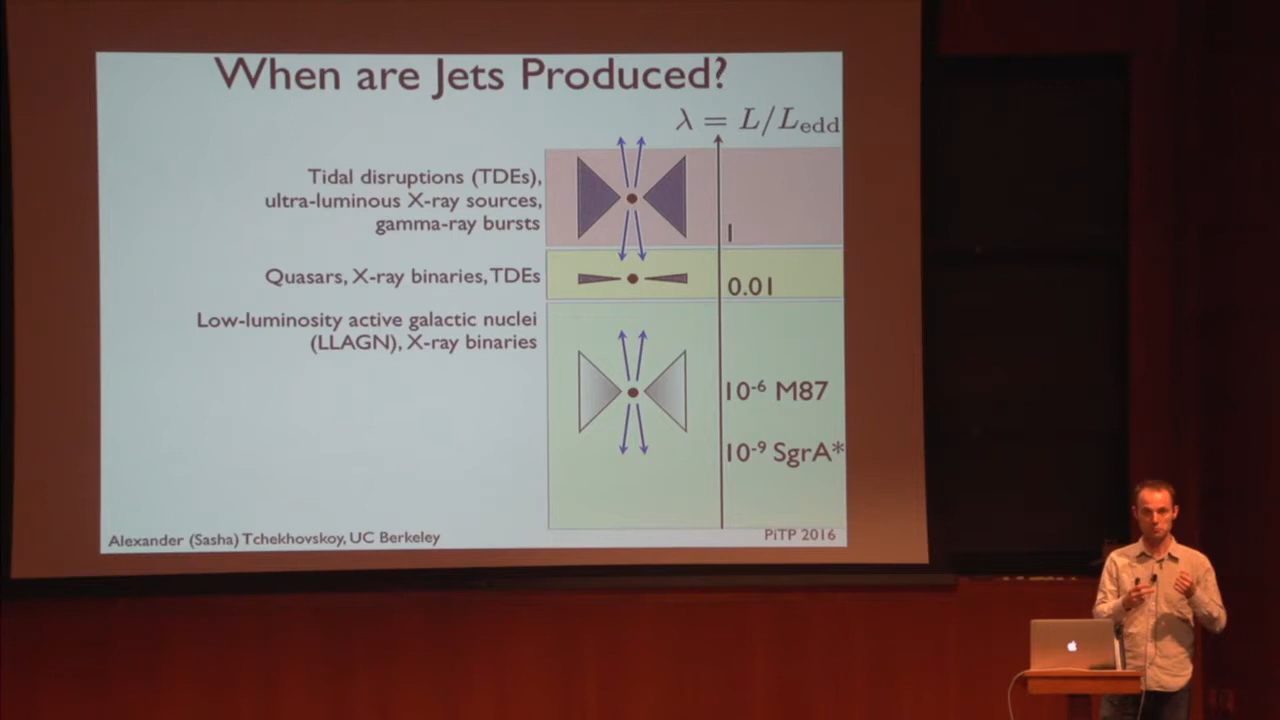 When are Jets Produced?
λ = L/L_edd
Tidal disruptions (TDEs),
ultra-luminous X-ray sources,
gamma-ray bursts
1
Quasars, X-ray binaries, TDEs
0.01
Low-luminosity active galactic nuclei
(LLAGN), X-ray binaries
10⁻⁶ M87
10⁻⁹ SgrA*
Alexander (Sasha) Tchekhovskoy, UC Berkeley
PiTP 2016